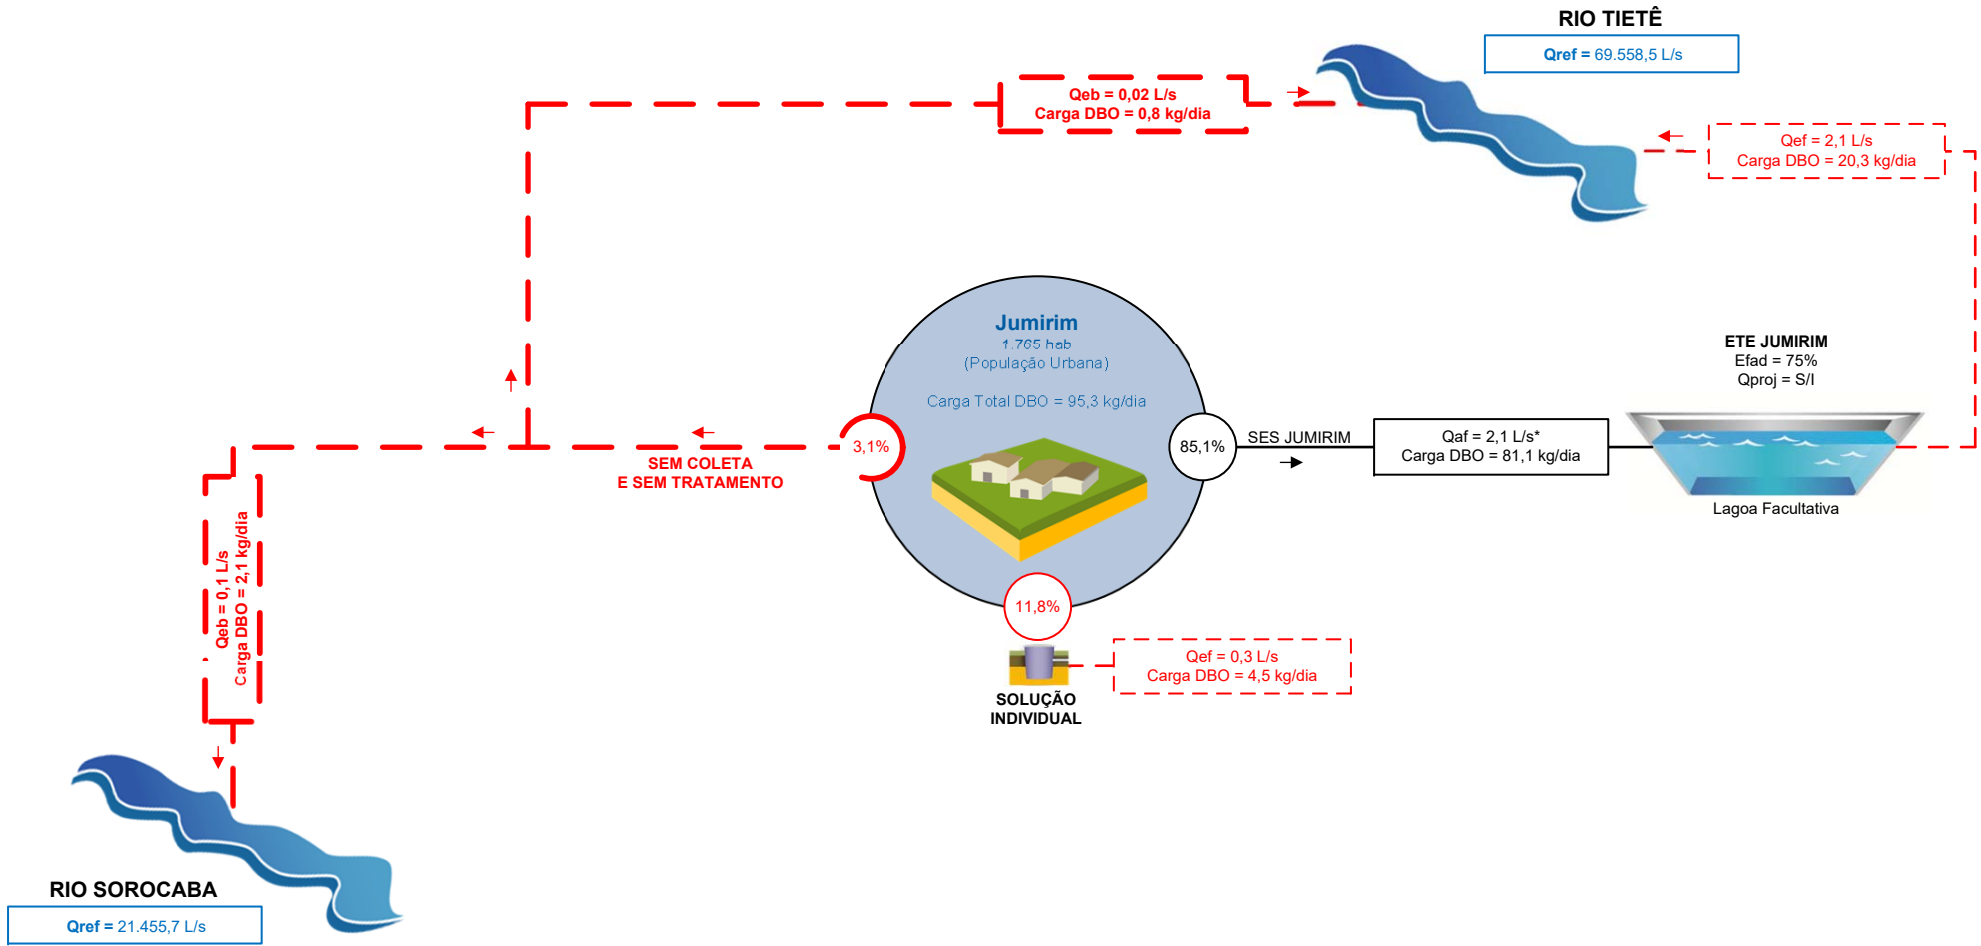 RIO TIETÊ
Qref = 69.558,5 L/s
Qeb = 0,02 L/s
Carga DBO = 0,8 kg/dia
Qef = 2,1 L/s
Carga DBO = 20,3 kg/dia
Jumirim
1.765 hab
(População Urbana)
Carga Total DBO = 95,3 kg/dia
ETE JUMIRIM
Efad = 75%
Qproj = S/I
3,1%
85,1%
SES JUMIRIM
Qaf = 2,1 L/s*
Carga DBO = 81,1 kg/dia
SEM COLETA
E SEM TRATAMENTO
Lagoa Facultativa
Qeb = 0,1 L/s
Carga DBO = 2,1 kg/dia
11,8%
Qef = 0,3 L/s
Carga DBO = 4,5 kg/dia
SOLUÇÃO
INDIVIDUAL
RIO SOROCABA
Qref = 21.455,7 L/s